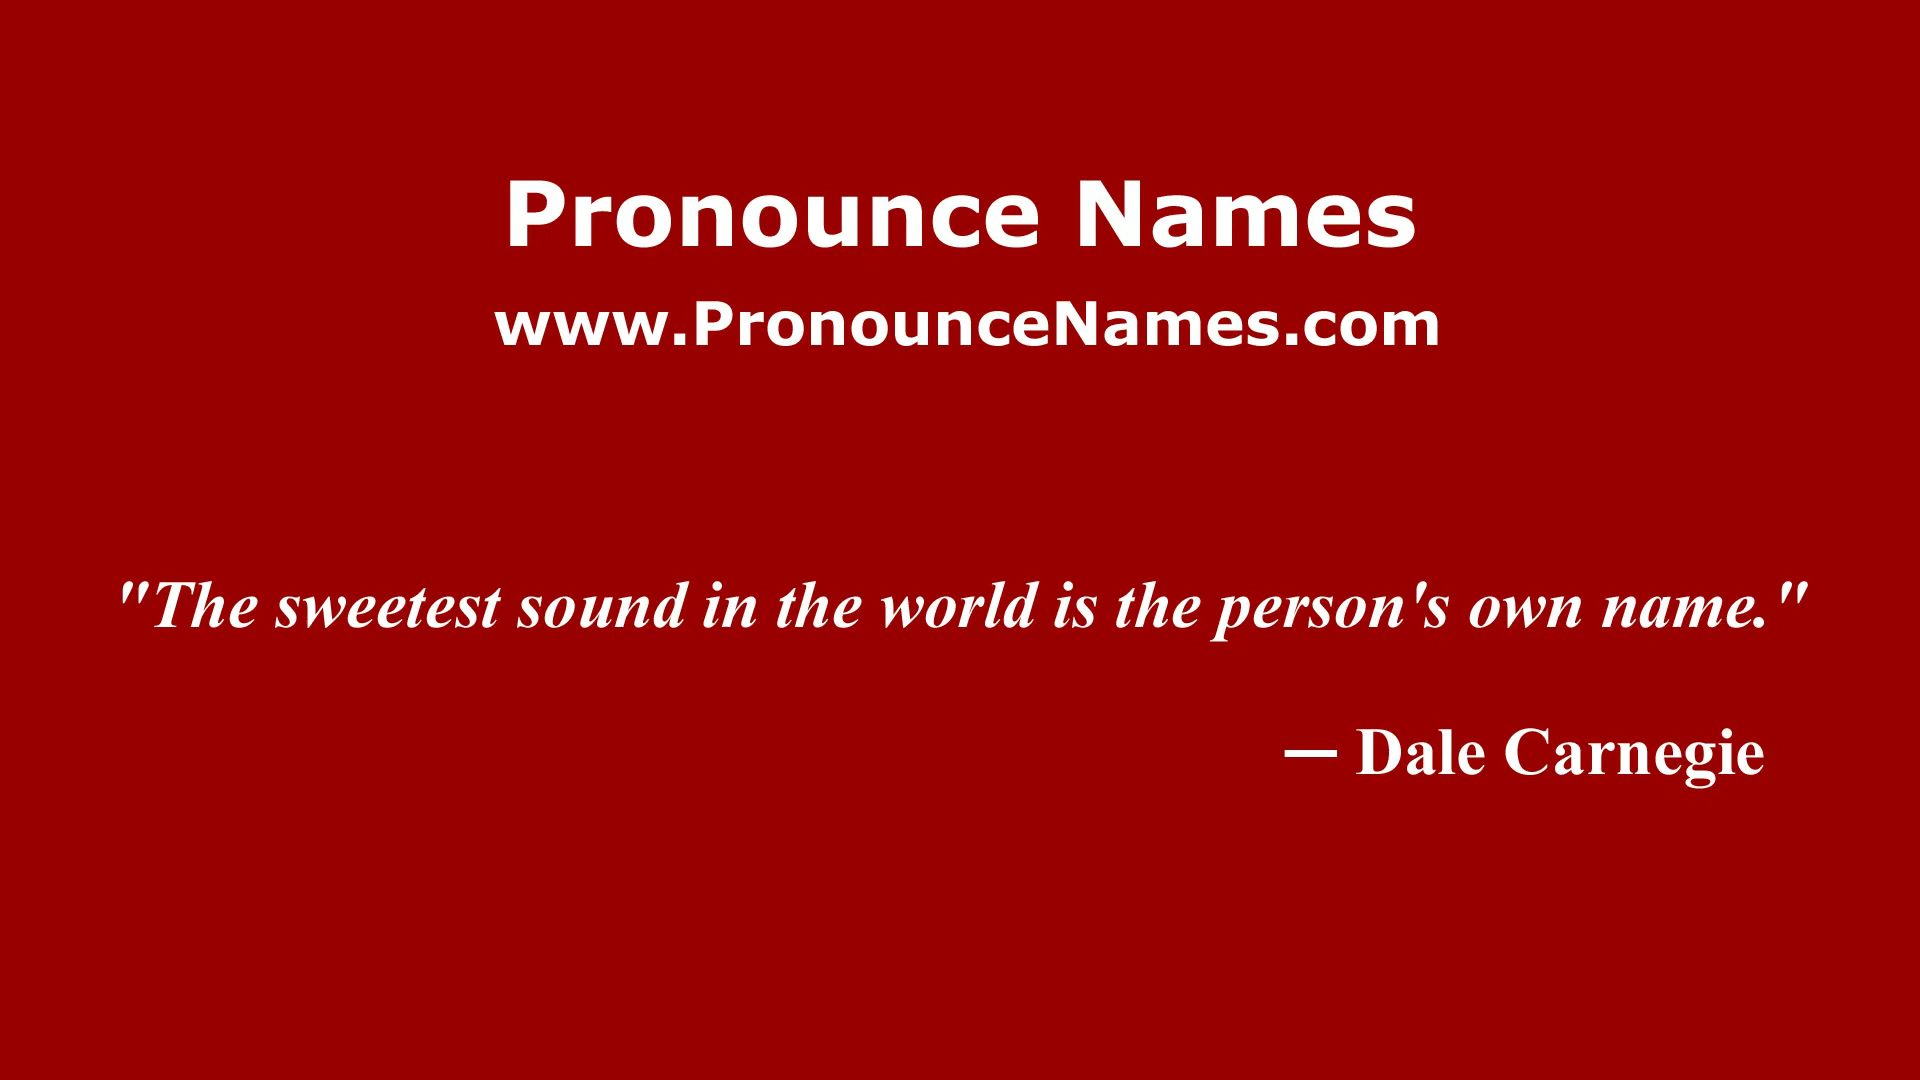 Pronounce Names
www.PronounceNames.com
"The sweetest sound in the world is the person's own name."
— Dale Carnegie